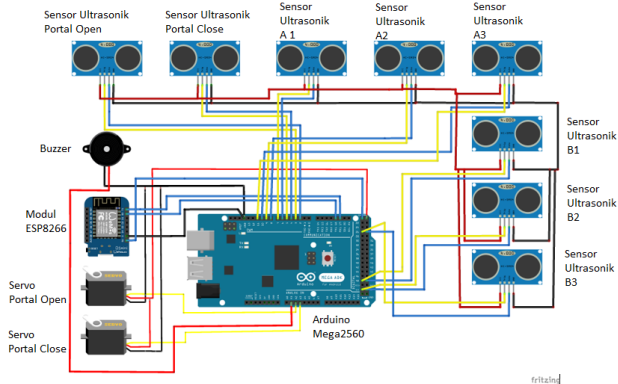 Sensor Ultrasonik
Portal Open
Sensor Ultrasonik
Portal Close
Sensor
Ultrasonik
A 1
Sensor
Ultrasonik
A2
Sensor
Ultrasonik
A3
Buzzer
Sensor
Ultrasonik
B1
Modul
ESP8266
Sensor
Ultrasonik
B2
Servo
Portal Open
Sensor
Ultrasonik
B3
Servo
Portal Close
Arduino
Mega2560
fritzing